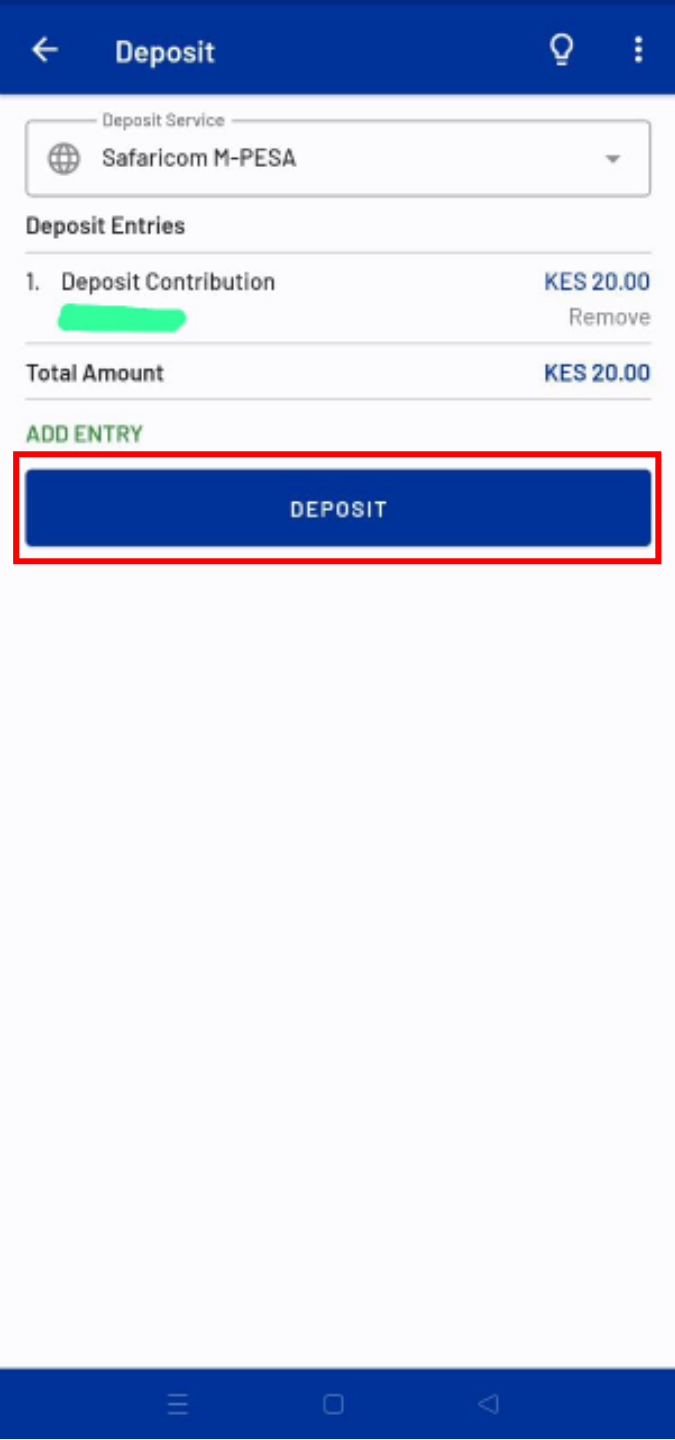 Deposit
Deposit Service
Safaricom M-PESA
Deposit Entries
1. Deposit Contribution KES 20.00
Remove
Total Amount KES 20.00
ADD ENTRY
DEPOSIT